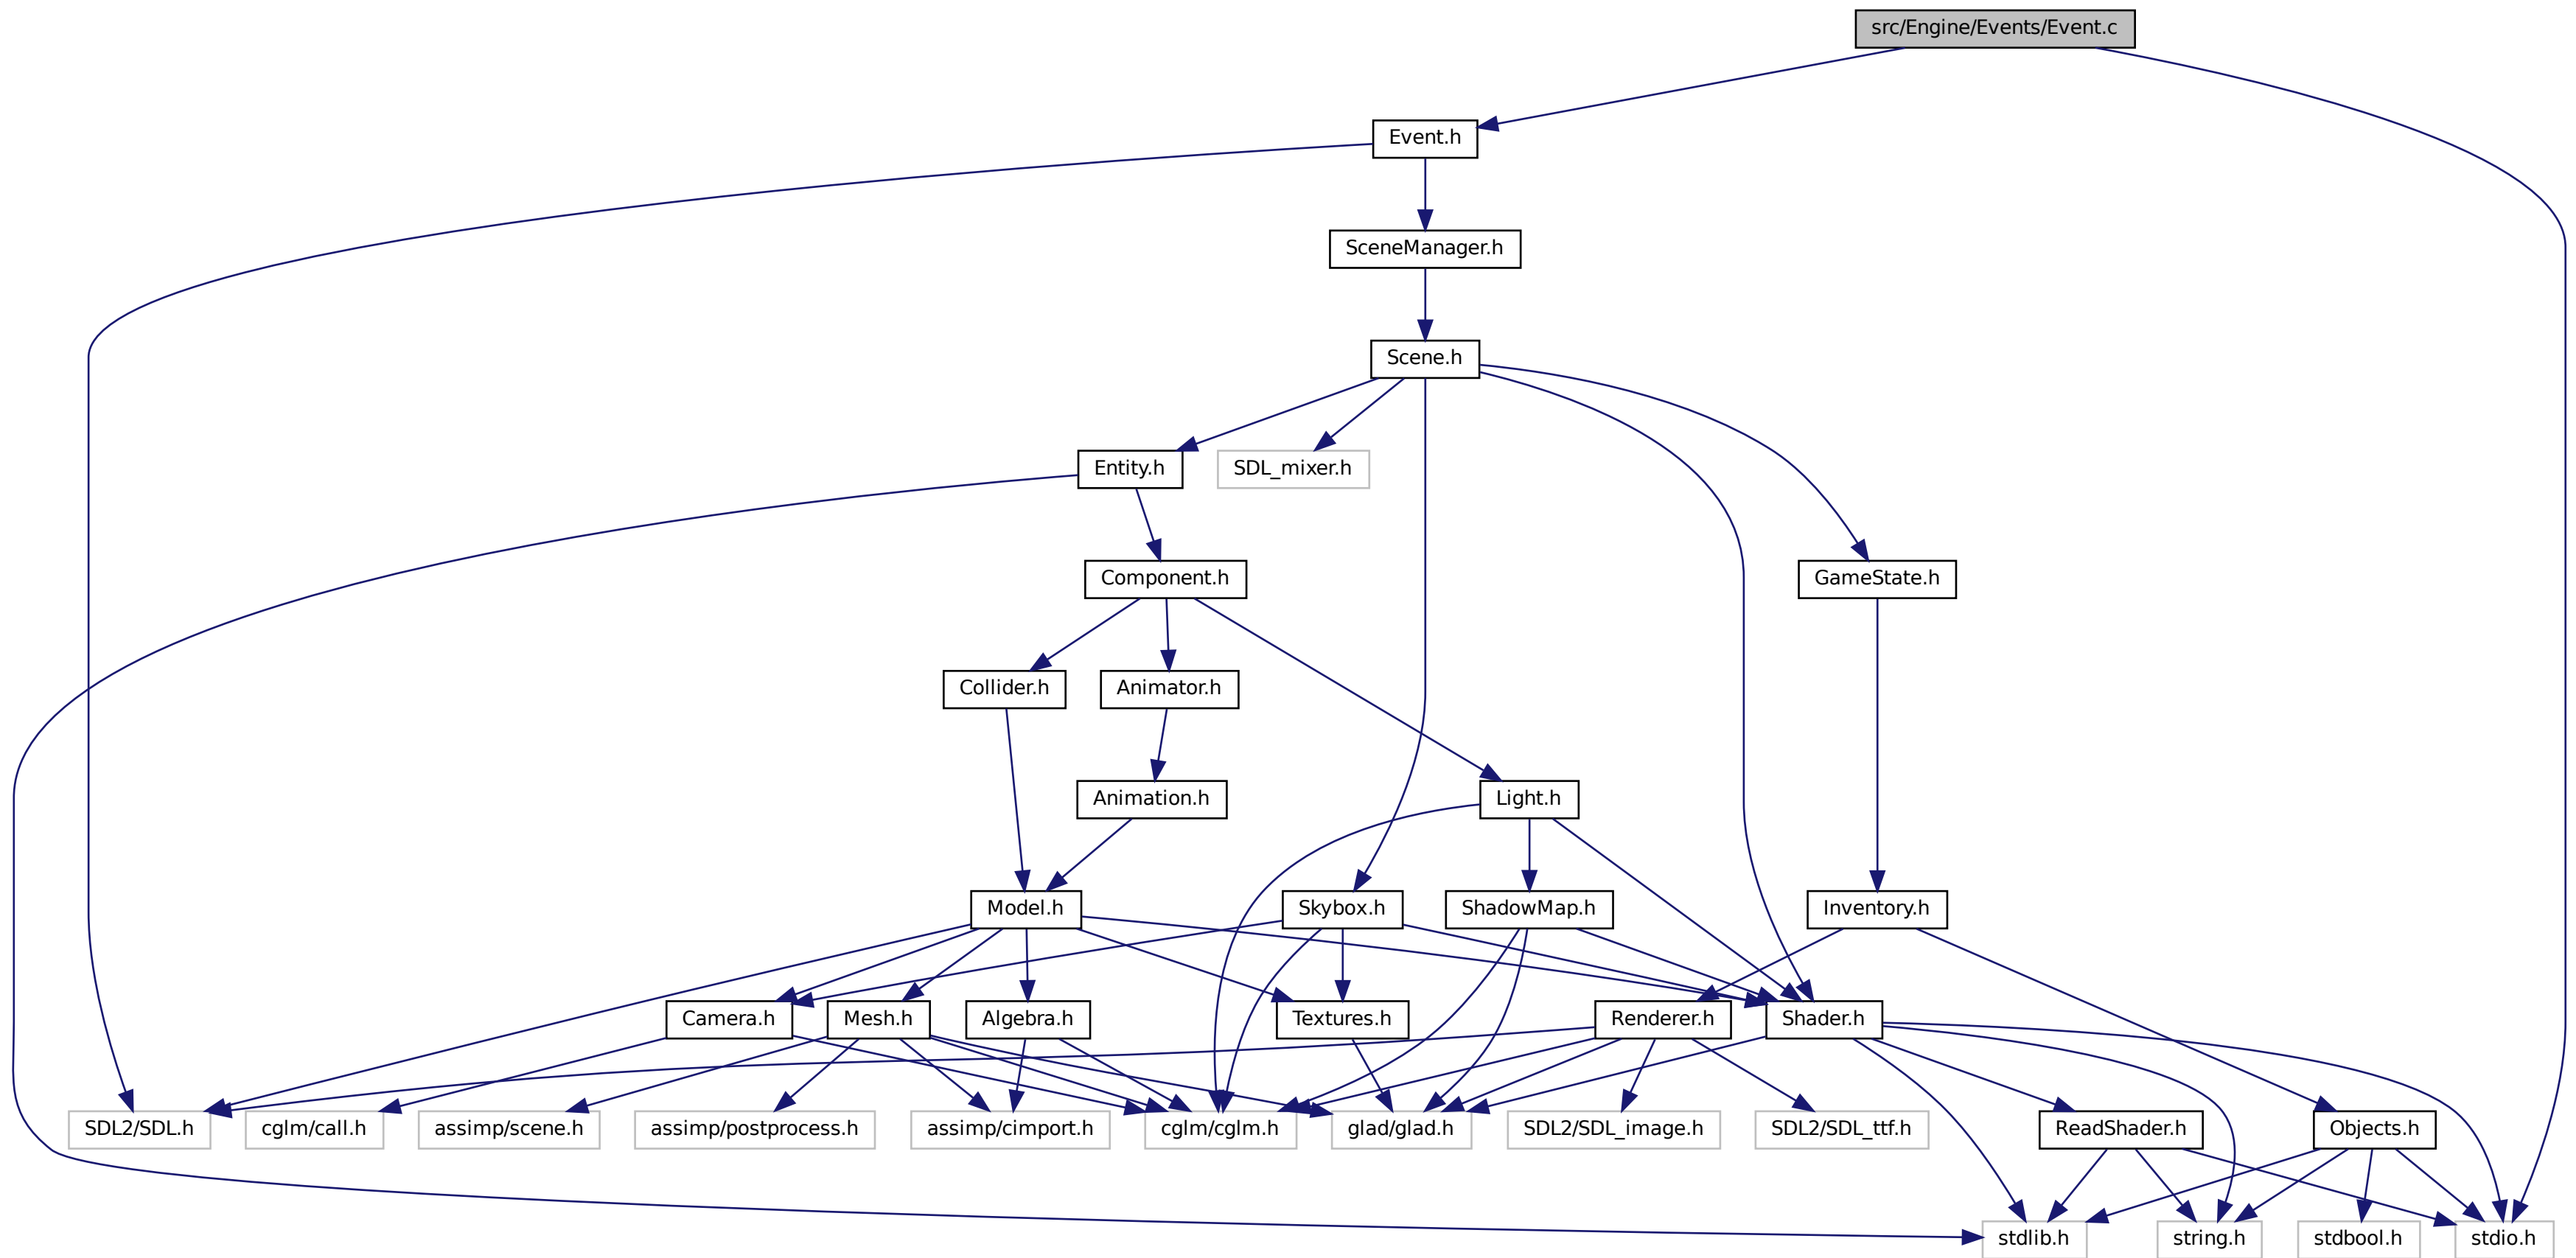 src/Engine/Events/Event.c
Event.h
SceneManager.h
Scene.h
Entity.h
SDL_mixer.h
Component.h
GameState.h
Collider.h
Animator.h
Animation.h
Light.h
Model.h
Skybox.h
ShadowMap.h
Inventory.h
Camera.h
Mesh.h
Algebra.h
Textures.h
Renderer.h
Shader.h
SDL2/SDL.h
cglm/call.h
assimp/scene.h
assimp/postprocess.h
assimp/cimport.h
cglm/cglm.h
glad/glad.h
SDL2/SDL_image.h
SDL2/SDL_ttf.h
ReadShader.h
Objects.h
stdlib.h
string.h
stdbool.h
stdio.h